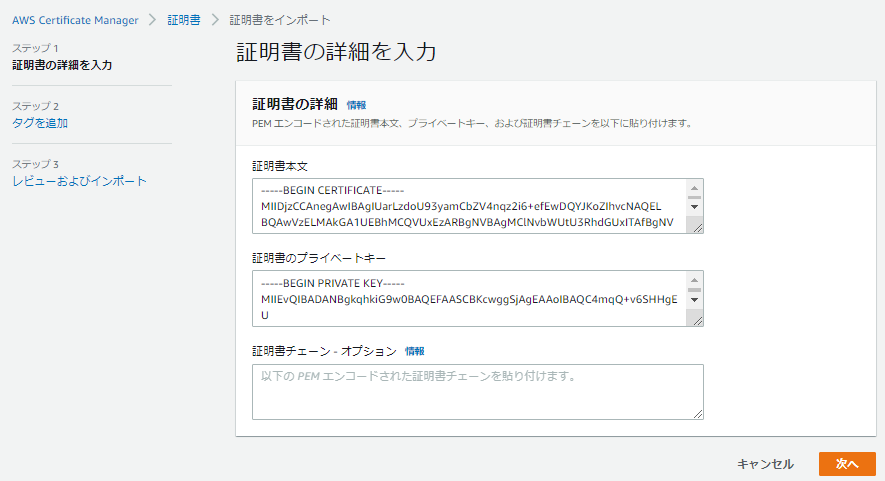 AWS Certificate Manager > 証明書 > 証明書をインポート
ステップ 1
証明書の詳細を入力
ステップ 2
タグを追加
ステップ 3
レビューおよびインポート
証明書の詳細を入力
証明書の詳細 情報
PEM エンコードされた証明書本文、プライベートキー、および証明書チェーンを以下に貼り付けます。
証明書本文
-----BEGIN CERTIFICATE-----
MIIDjzCCAnegAwIBAgIUarLzdoU93yamCbZV4nqz2i6+efEwDQYJKoZIhvcNAQEL
BQAwVzELMAkGA1UEBhMCQVUxEzARBgNVBAgMClNvbWUtU3RhdGUxITAfBgNV
証明書のプライベートキー
-----BEGIN PRIVATE KEY-----
MIIEvQIBADANBgkqhkiG9w0BAQEFAASCBKcwggSjAgEAAoIBAQC4mqQ+v6SHHgE
U
証明書チェーン - オプション 情報
以下の PEM エンコードされた証明書チェーンを貼り付けます。
キャンセル
次へ